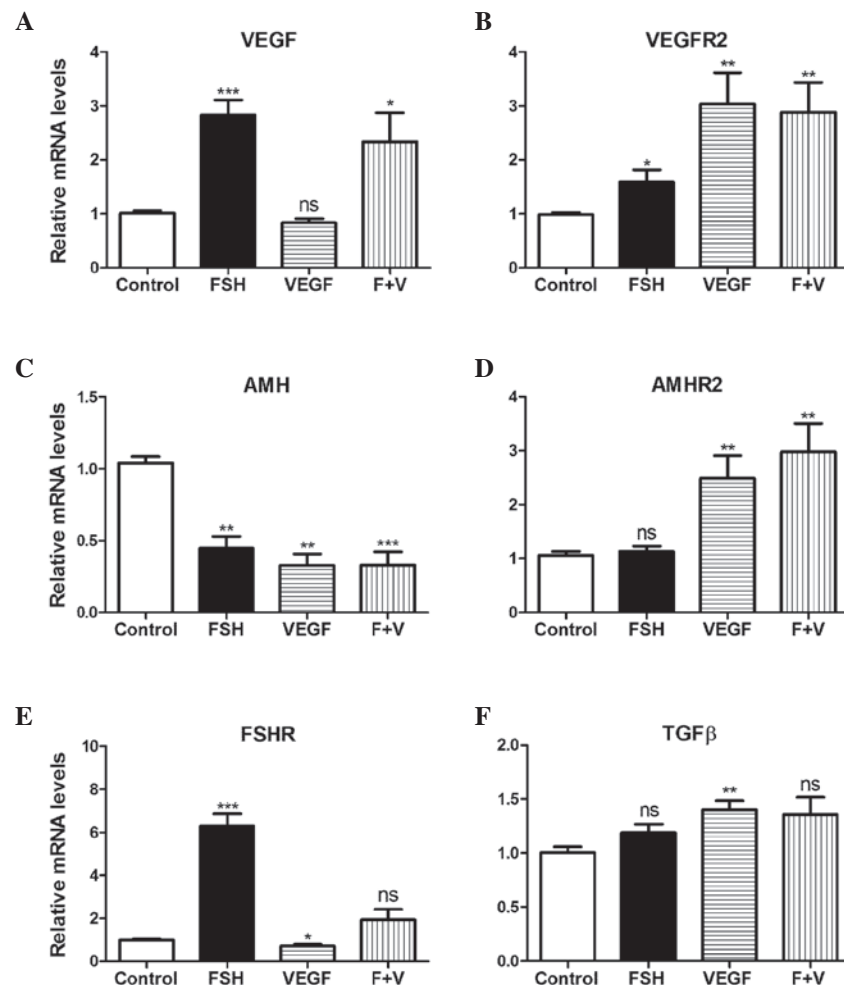 A
VEGF
Relative mRNA levels
4
3
2
1
0
***
ns
*
Control FSH VEGF F+V
B
VEGFR2
4
3
2
1
0
*
**
**
Control FSH VEGF F+V
C
AMH
Relative mRNA levels
1.5
1.0
0.5
0.0
**
**
***
Control FSH VEGF F+V
D
AMHR2
4
3
2
1
0
ns
**
**
Control FSH VEGF F+V
E
FSHR
Relative mRNA levels
10
8
6
4
2
0
***
*
ns
Control FSH VEGF F+V
F
TGFβ
2.0
1.5
1.0
0.5
0.0
ns
**
ns
Control FSH VEGF F+V